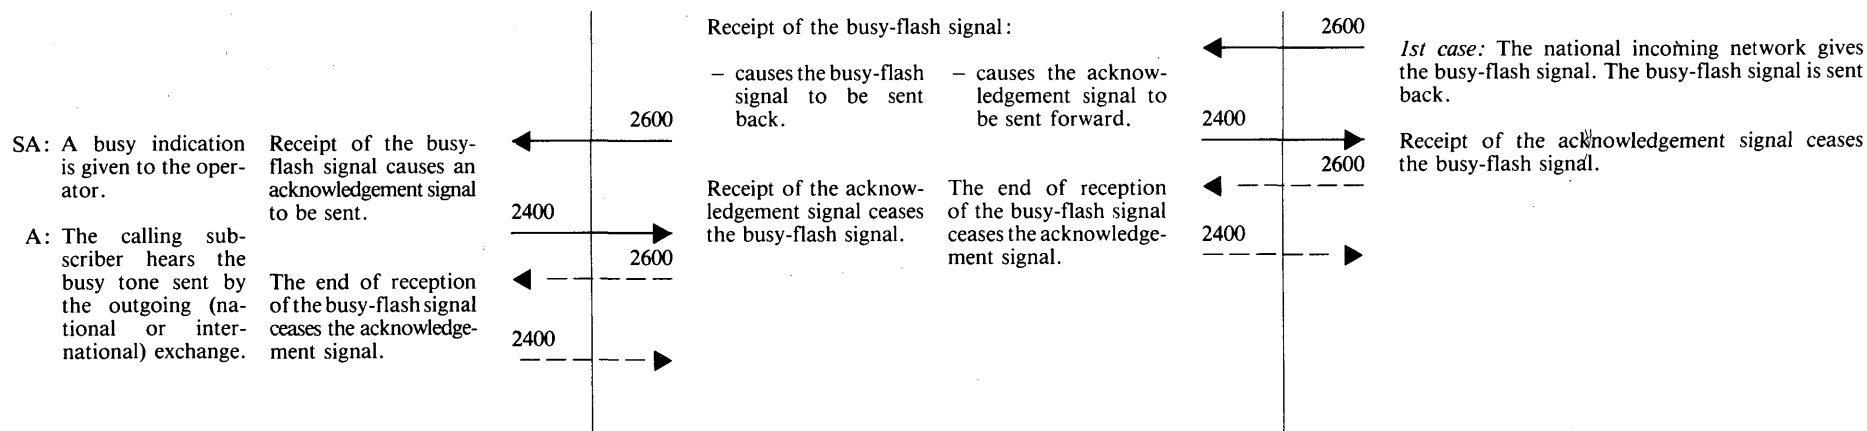 Receipt of the busy-flash signal:
– causes the busy-flash
signal to be sent
back.
– causes the acknow-
ledgement signal to
be sent forward.
2600
1st case: The national incoming network gives
the busy-flash signal. The busy-flash signal is sent
back.
SA: A busy indication
is given to the oper-
ator.
Receipt of the busy-
flash signal causes an
acknowledgement signal
to be sent.
2600
2400
Receipt of the acknowledgement signal ceases
the busy-flash signal.
2600
A: The calling sub-
scriber hears the
busy tone sent by
the outgoing (na-
tional or inter-
national) exchange.
2400
Receipt of the acknow-
ledgement signal ceases
the busy-flash signal.
The end of reception
of the busy-flash signal
ceases the acknowledge-
ment signal.
2400
2600
The end of reception
of the busy-flash signal
ceases the acknowledge-
ment signal.
2400